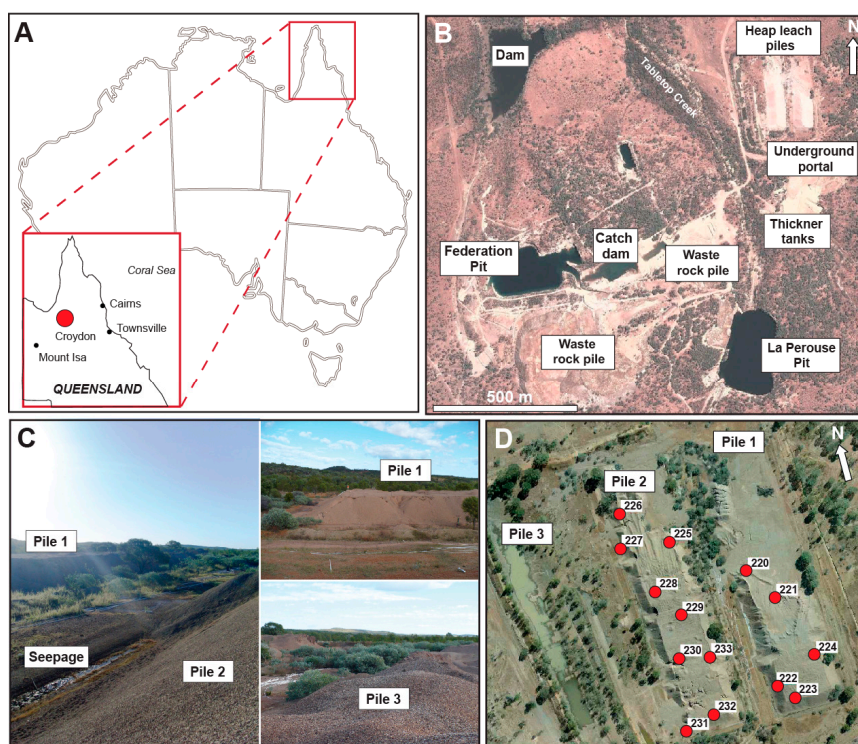 A
Coral Sea
Cairns
Townsville
Croydon
Mount Isa
QUEENSLAND
B
N
Heap leach
piles
Dam
Tabletop Creek
Underground
portal
Thickner
tanks
Federation
Pit
Catch
dam
Waste
rock pile
Waste
rock pile
La Perouse
Pit
500 m
C
Pile 1
Seepage
Pile 2
Pile 1
Pile 3
D
Pile 1
N
Pile 2
Pile 3
226
227
225
220
221
228
229
230
233
224
222
223
232
231